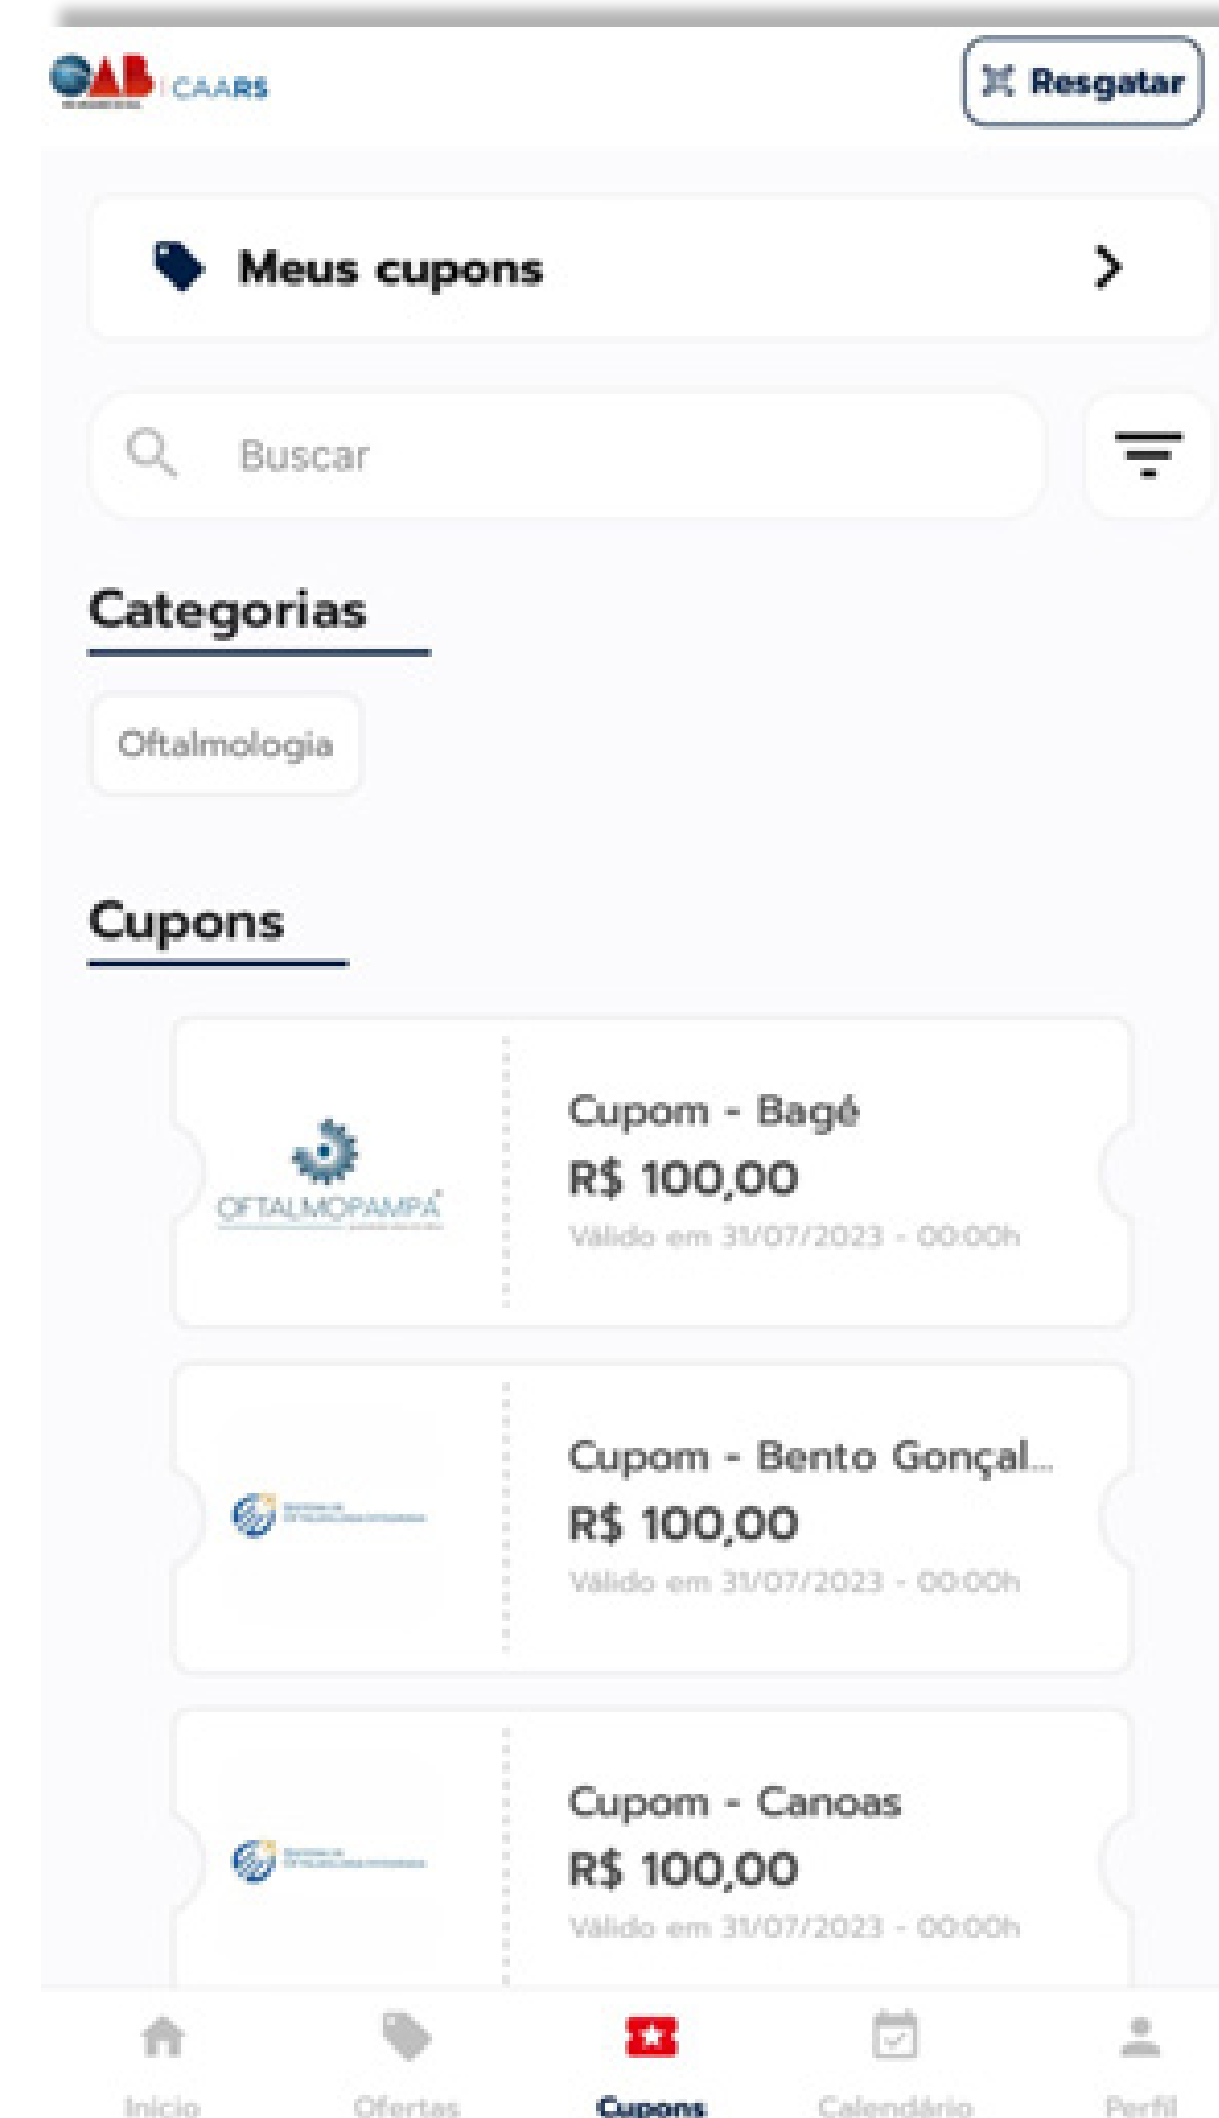 OAB CAARS
Resgatar
Meus cupons
Buscar
Categorias
Oftalmologia
Cupons
OFTALMOPAMPA
Cupom - Bagé
R$ 100,00
Válido em 31/07/2023 - 00:00h
Cupom - Bento Gonçal...
R$ 100,00
Válido em 31/07/2023 - 00:00h
Cupom - Canoas
R$ 100,00
Válido em 31/07/2023 - 00:00h
Início Ofertas Cupons Calendário Perfil